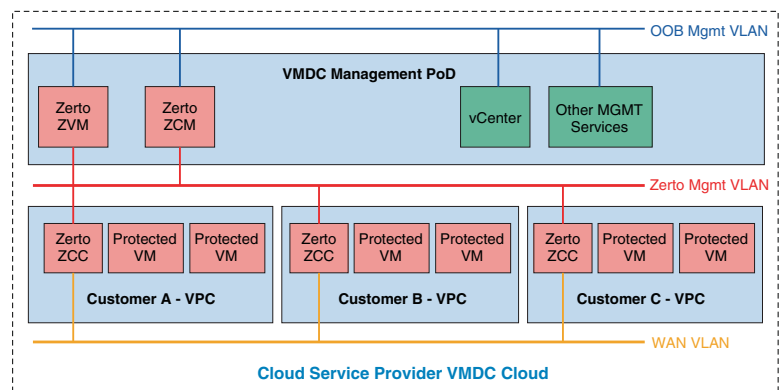 OOB Mgmt VLAN
VMDC Management PoD
Zerto
ZVM
Zerto
ZCM
vCenter
Other MGMT
Services
Zerto Mgmt VLAN
Zerto
ZCC
Protected
VM
Protected
VM
Customer A - VPC
Zerto
ZCC
Protected
VM
Protected
VM
Customer B - VPC
Zerto
ZCC
Protected
VM
Protected
VM
Customer C - VPC
WAN VLAN
Cloud Service Provider VMDC Cloud